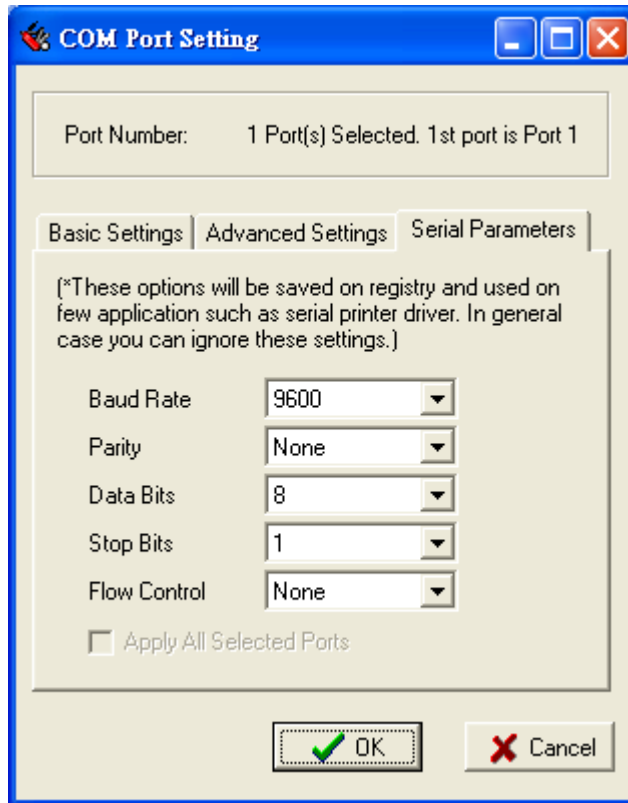 COM Port Setting
Port Number: 1 Port(s) Selected. 1st port is Port 1
Basic Settings Advanced Settings Serial Parameters
(*These options will be saved on registry and used on
few application such as serial printer driver. In general
case you can ignore these settings.)
Baud Rate 9600
Parity None
Data Bits 8
Stop Bits 1
Flow Control None
Apply All Selected Ports
OK Cancel